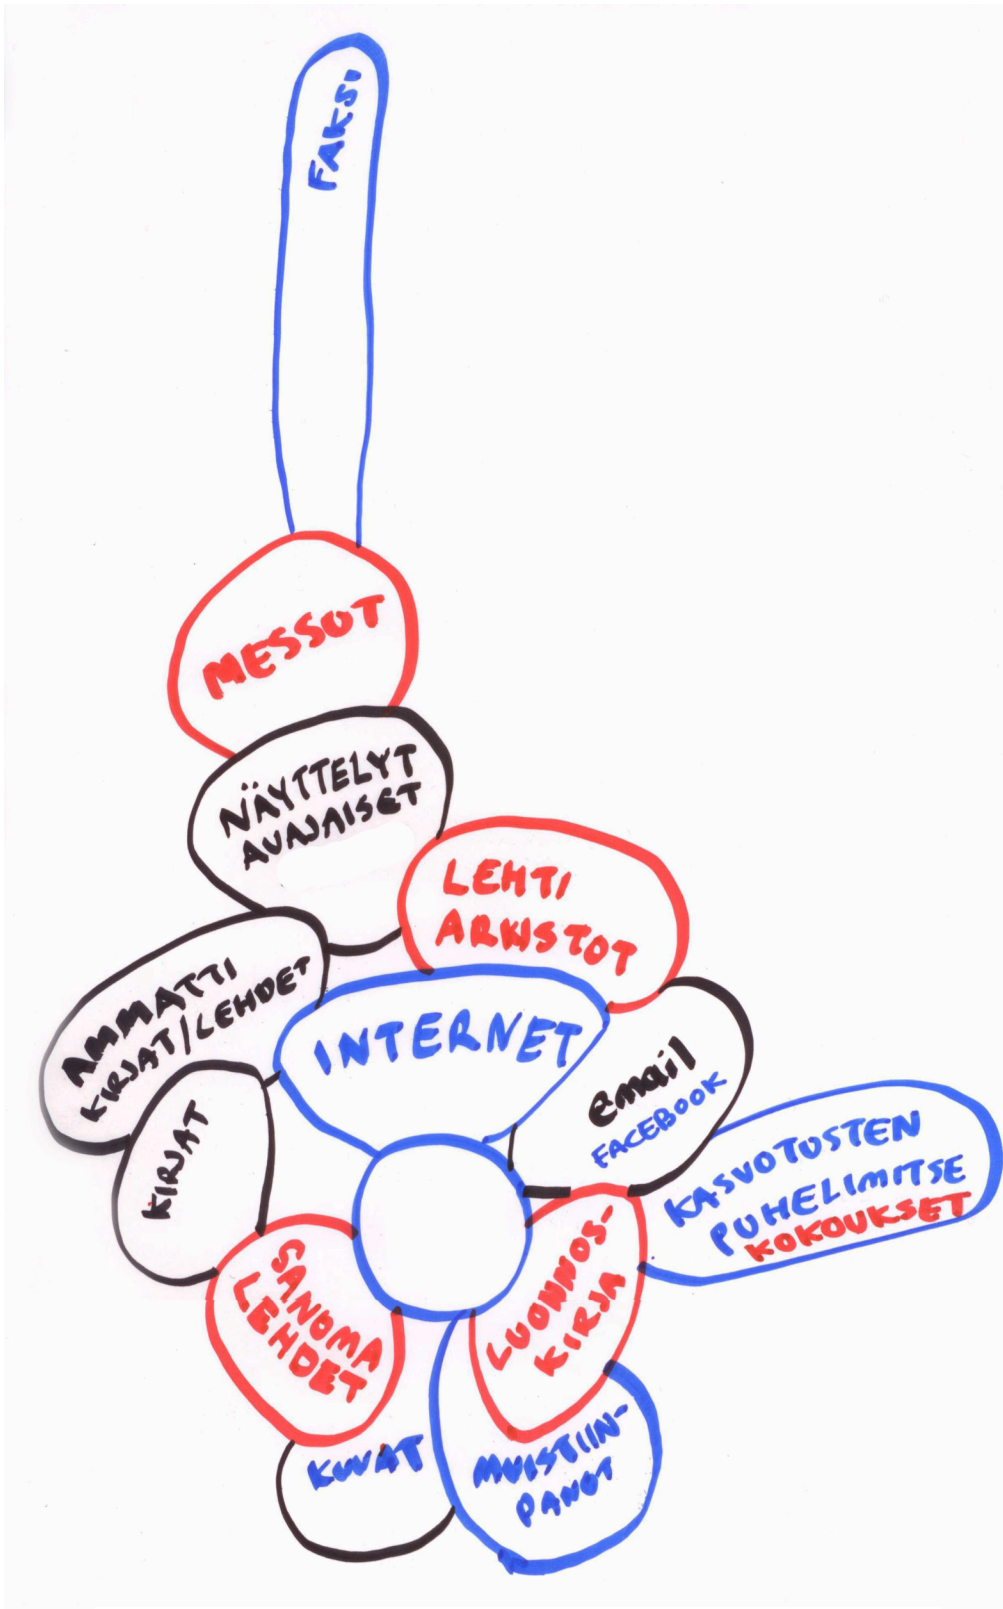 FAKSI
MESSUT
NÄYTTELYT
AVAJAISET
LEHTI
ARKISTOT
AMMATTI
KIRJAT/LEHDET
INTERNET
email
FACEBOOK
KIRJAT
KASVOTUSTEN
PUHELIMITSE
KOKOUKSET
SANOMA
LEHDET
LUONNOS-
KIRJA
KUVAT
MUISTIIN-
PANOT